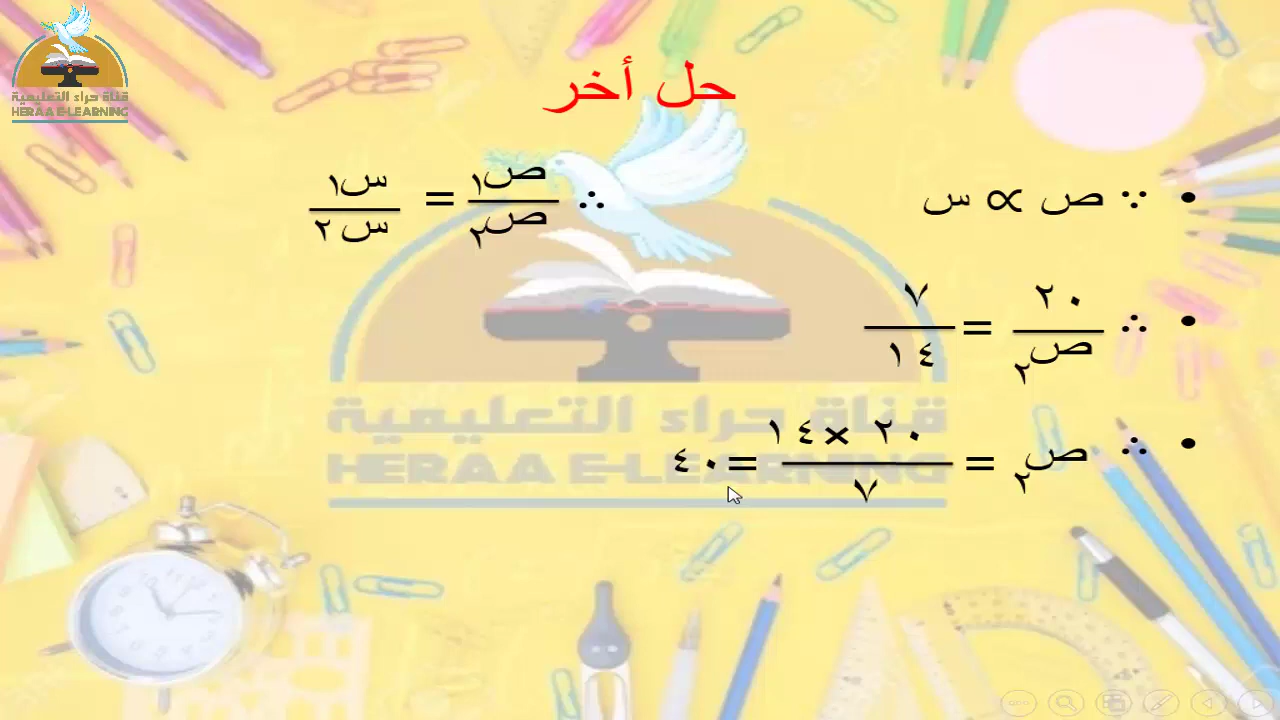 قناة حراء التعليمية
HERAA E-LEARNING
حل أخر
• ∵ ص ∝ س ∴ ص١/ص٢ = س١/س٢
• ∴ ٢٠/ص٢ = ٧/١٤
• ∴ ص٢ = ٢٠ × ١٤/٧ = ٤٠
قناة حراء التعليمية
HERAA E-LEARNING